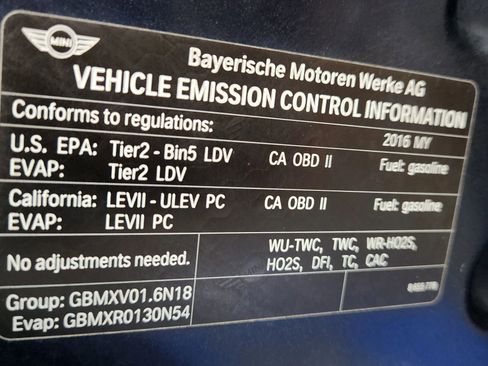 MINI
Bayerische Motoren Werke AG
VEHICLE EMISSION CONTROL INFORMATION
Conforms to regulations: 2016 MY
U.S. EPA: Tier2 - Bin5 LDV CA OBD II Fuel: gasoline
EVAP: Tier2 LDV
California: LEVII - ULEV PC CA OBD II Fuel: gasoline
EVAP: LEVII PC
No adjustments needed. WU-TWC, TWC, WR-HO2S,
HO2S, DFI, TC, CAC
Group: GBMXV01.6N18
Evap: GBMXR0130N54